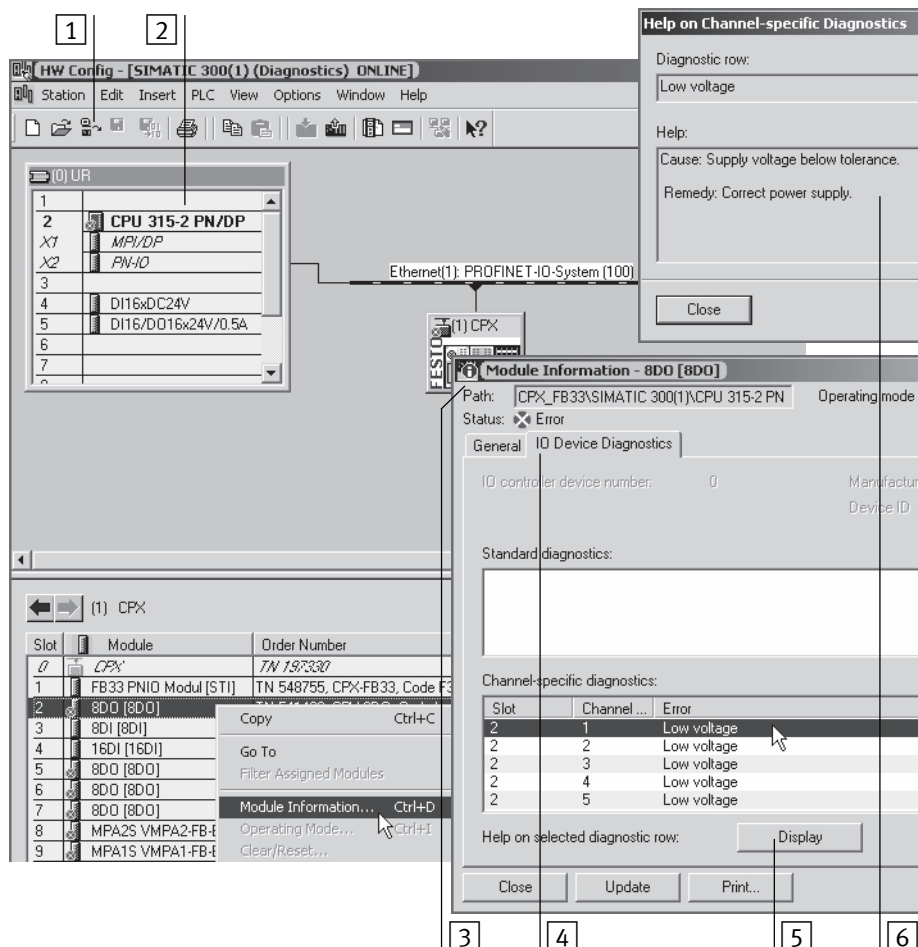 1
2
HW Config - [SIMATIC 300(1) (Diagnostics) ONLINE]
Station Edit Insert PLC View Options Window Help
(0) UR
1
2 CPU 315-2 PN/DP
X1 MPI/DP
X2 PN-IO
3
4 DI16xDC24V
5 DI16/DO16x24V/0.5A
6
7
Ethernet(1): PROFINET-IO-System (100)
(1) CPX
FESTO
Help on Channel-specific Diagnostics
Diagnostic row:
Low voltage
Help:
Cause: Supply voltage below tolerance.
Remedy: Correct power supply.
Close
(1) CPX
Slot Module Order Number
0 CPX TN 197330
1 FB33 PNIO Modul [STI] TN 548755, CPX-FB33, Code F3
2 8DO [8DO]
3 8DI [8DI]
4 16DI [16DI]
5 8DO [8DO]
6 8DO [8DO]
7 8DO [8DO]
8 MPA2S VMPA2-FB-E
9 MPA1S VMPA1-FB-E
Copy Ctrl+C
Go To
Filter Assigned Modules
Module Information... Ctrl+D
Operating Mode... Ctrl+I
Clear/Reset...
Module Information - 8DO [8DO]
Path: CPX_FB33\SIMATIC 300(1)\CPU 315-2 PN Operating mode
Status: Error
General IO Device Diagnostics
IO controller device number: 0 Manufactur
Device ID
Standard diagnostics:
Channel-specific diagnostics:
Slot Channel ... Error
2 1 Low voltage
2 2 Low voltage
2 3 Low voltage
2 4 Low voltage
2 5 Low voltage
Help on selected diagnostic row: Display
Close Update Print...
3
4
5
6